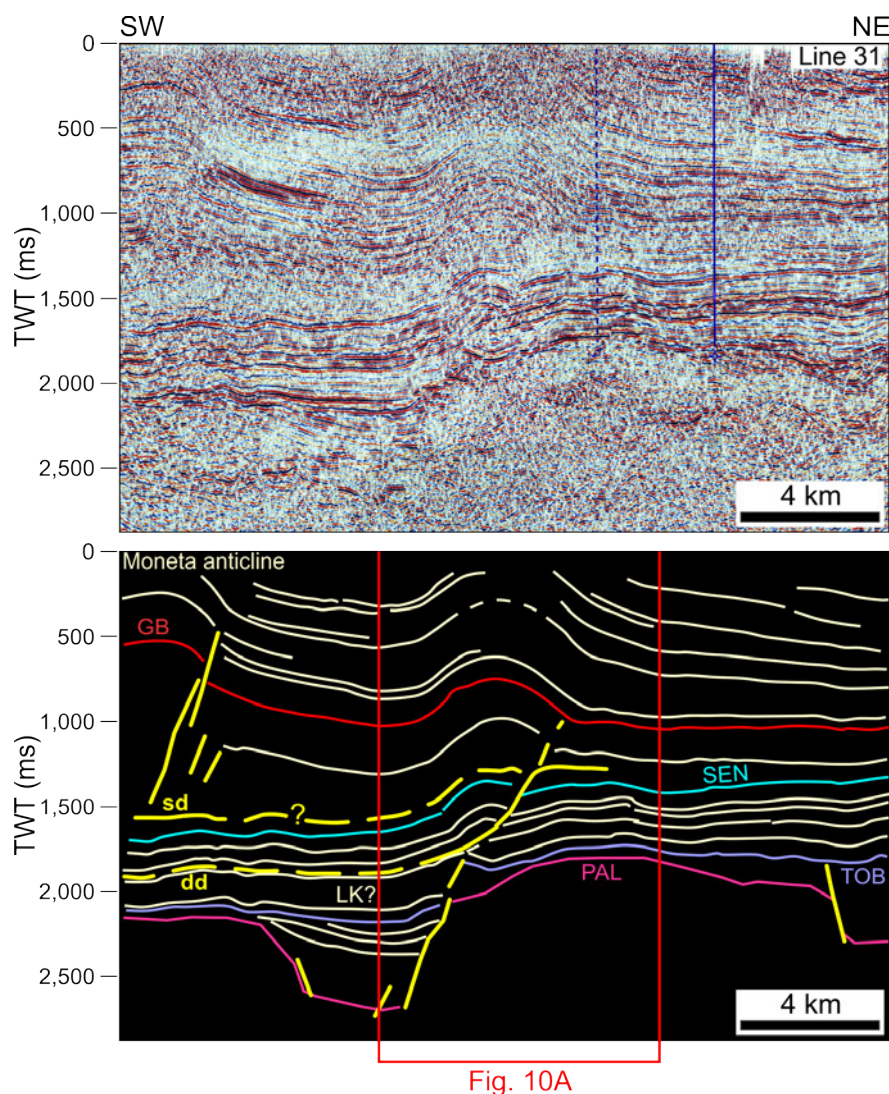 SW
NE
Line 31
0
500
1,000
1,500
2,000
2,500
TWT (ms)
4 km
Moneta anticline
0
500
1,000
1,500
2,000
2,500
TWT (ms)
GB
SEN
sd
?
dd
LK?
PAL
TOB
4 km
Fig. 10A